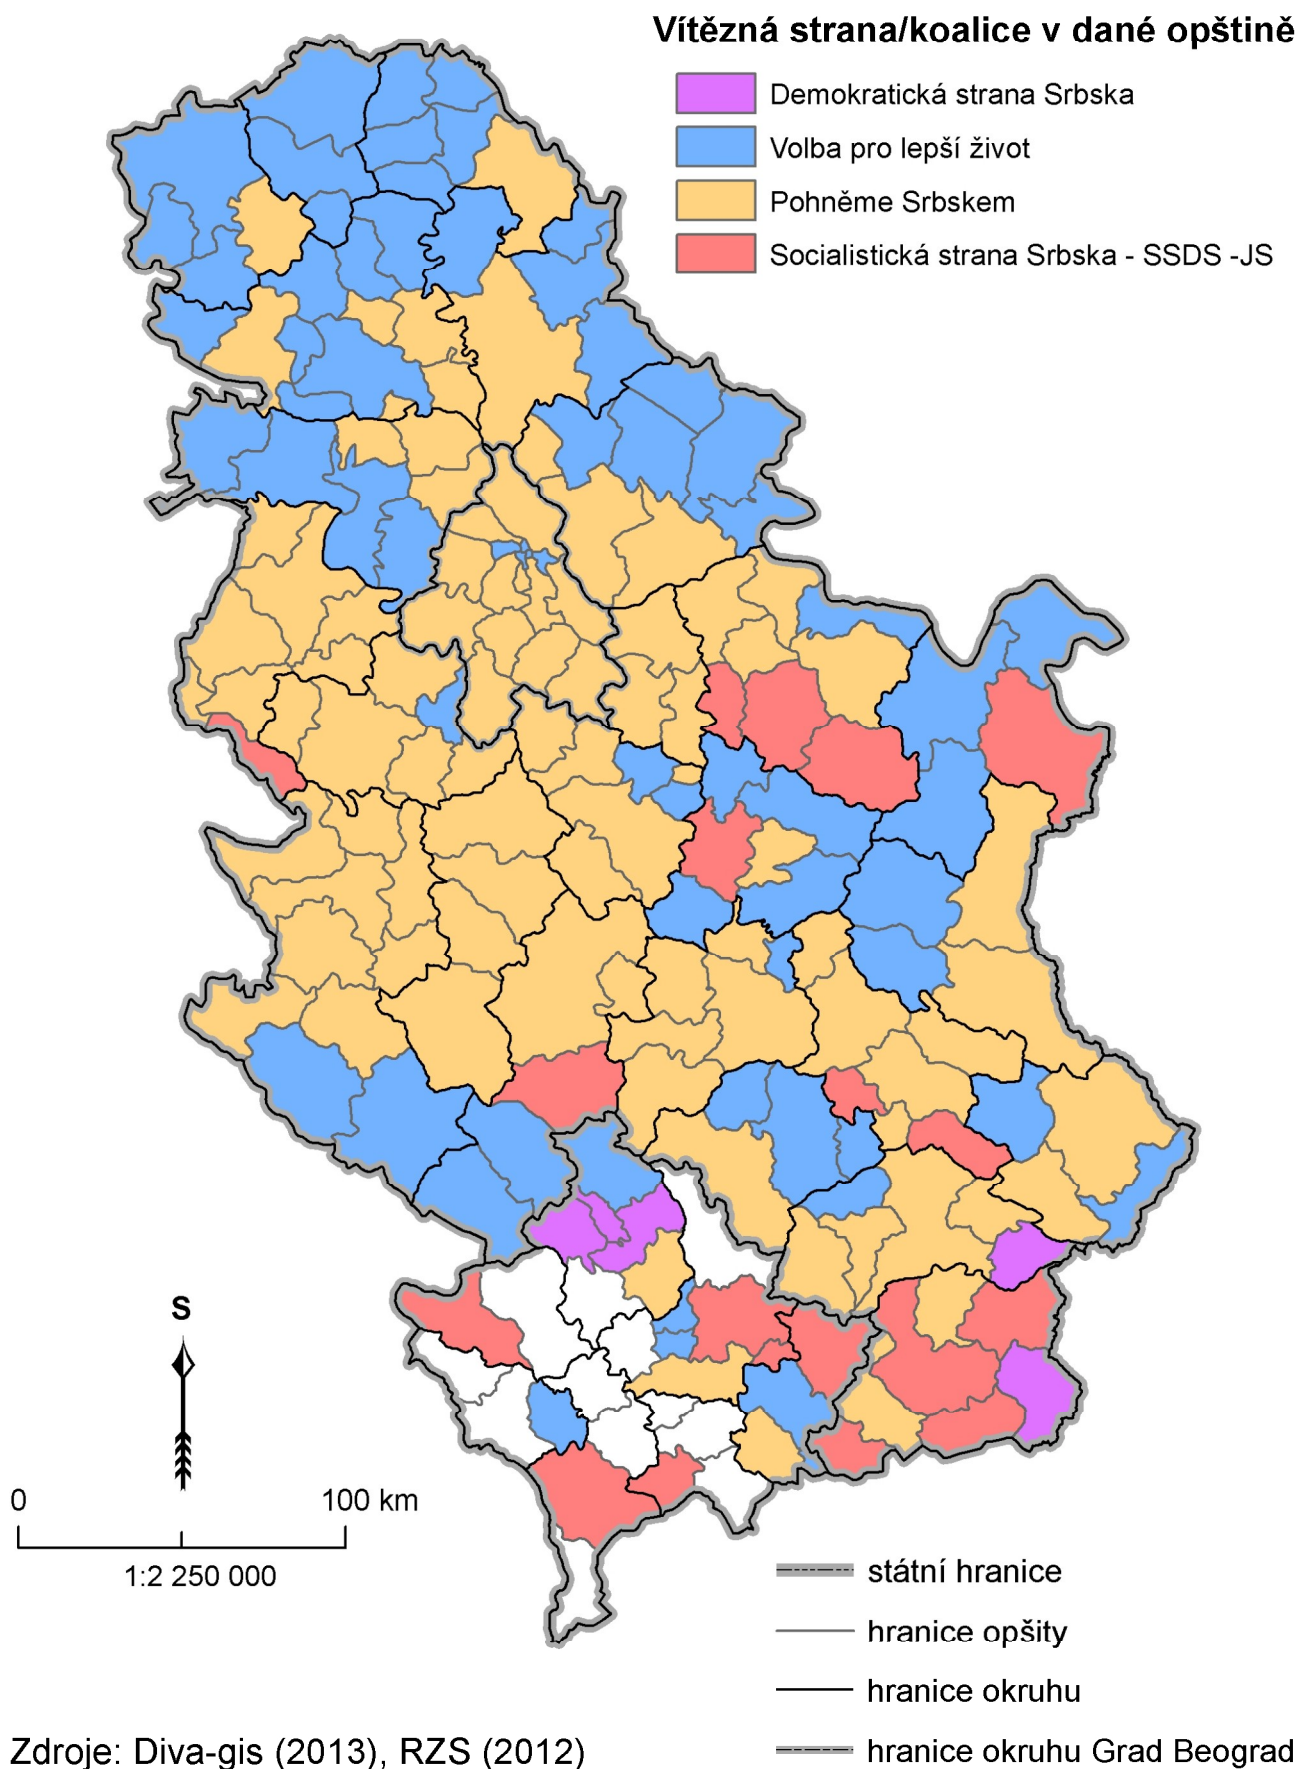 Vítězná strana/koalice v dané opštině
Demokratická strana Srbska
Volba pro lepší život
Pohněme Srbskem
Socialistická strana Srbska - SSDS -JS
S
0 100 km
1:2 250 000
státní hranice
hranice opšity
hranice okruhu
hranice okruhu Grad Beograd
Zdroje: Diva-gis (2013), RZS (2012)